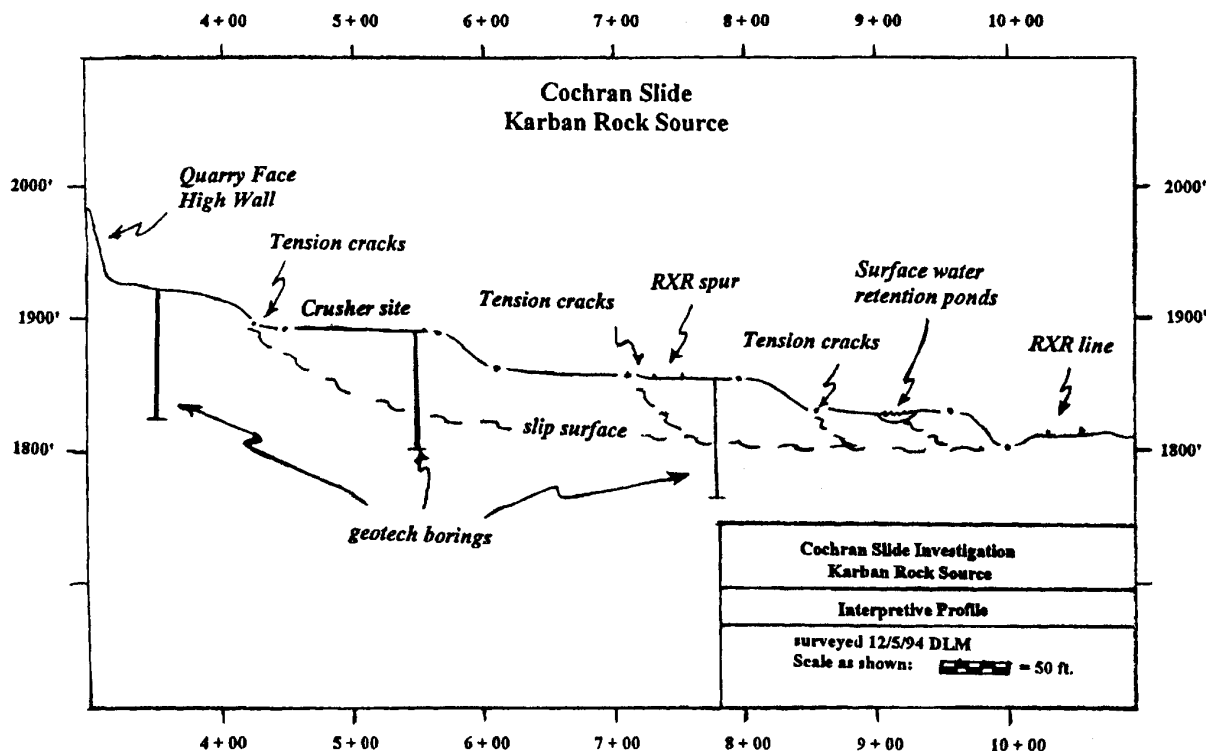 4 + 00
5 + 00
6 + 00
7 + 00
8 + 00
9 + 00
10 + 00
Cochran Slide
Karban Rock Source
2000'
2000'
Quarry Face
High Wall
Tension cracks
Crusher site
Tension cracks
RXR spur
Surface water
retention ponds
Tension cracks
RXR line
1900'
1900'
slip surface
1800'
1800'
geotech borings
Cochran Slide Investigation
Karban Rock Source
Interpretive Profile
surveyed 12/5/94 DLM
Scale as shown: = 50 ft.
4 + 00
5 + 00
6 + 00
7 + 00
8 + 00
9 + 00
10 + 00